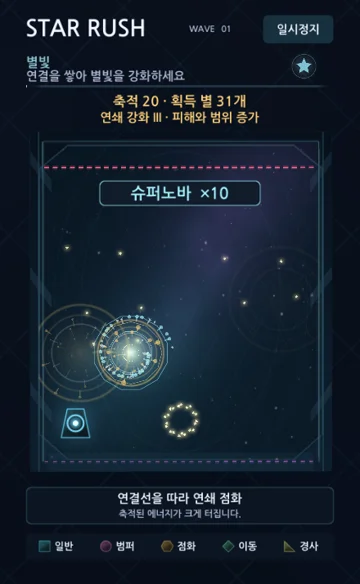 STAR RUSH
WAVE 01
일시정지
별빛
연결을 쌓아 별빛을 강화하세요
축적 20 · 획득 별 31개
연쇄 강화 III · 피해와 범위 증가
슈퍼노바 ×10
연결선을 따라 연쇄 점화
축적된 에너지가 크게 터집니다.
일반 범퍼 점화 이동 경사